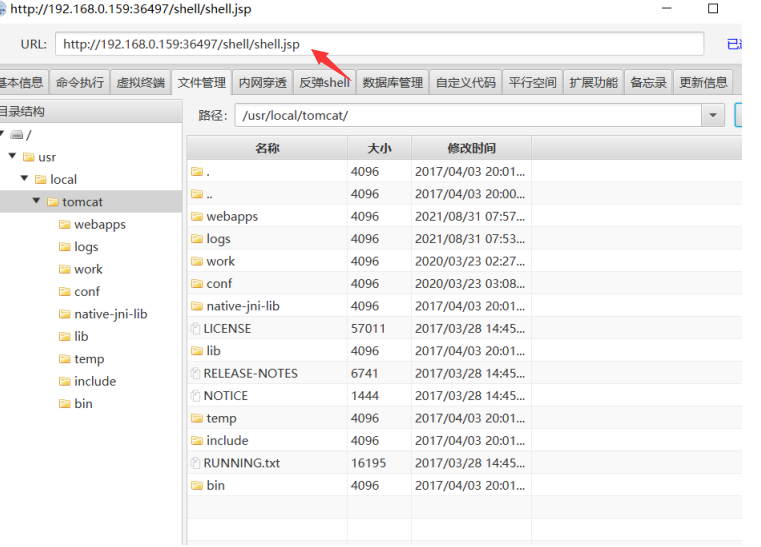 http://192.168.0.159:36497/shell/shell.jsp
URL: http://192.168.0.159:36497/shell/shell.jsp
基本信息 命令执行 虚拟终端 文件管理 内网穿透 反弹shell 数据库管理 自定义代码 平行空间 扩展功能 备忘录 更新信息
目录结构
路径: /usr/local/tomcat/
/
usr
local
tomcat
webapps
logs
work
conf
native-jni-lib
lib
temp
include
bin
名称 大小 修改时间
. 4096 2017/04/03 20:01...
.. 4096 2017/04/03 20:00...
webapps 4096 2021/08/31 07:57...
logs 4096 2021/08/31 07:53...
work 4096 2020/03/23 02:27...
conf 4096 2020/03/23 03:08...
native-jni-lib 4096 2017/04/03 20:01...
LICENSE 57011 2017/03/28 14:45...
lib 4096 2017/04/03 20:01...
RELEASE-NOTES 6741 2017/03/28 14:45...
NOTICE 1444 2017/03/28 14:45...
temp 4096 2017/04/03 20:01...
include 4096 2017/04/03 20:01...
RUNNING.txt 16195 2017/03/28 14:45...
bin 4096 2017/04/03 20:01...